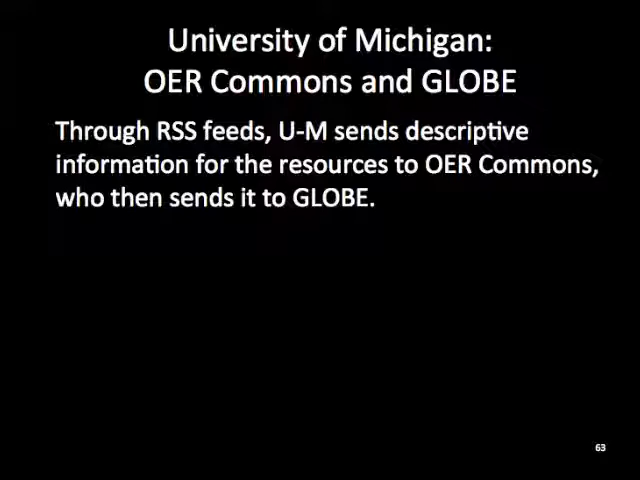 University of Michigan:
OER Commons and GLOBE
Through RSS feeds, U-M sends descriptive
information for the resources to OER Commons,
who then sends it to GLOBE.
63